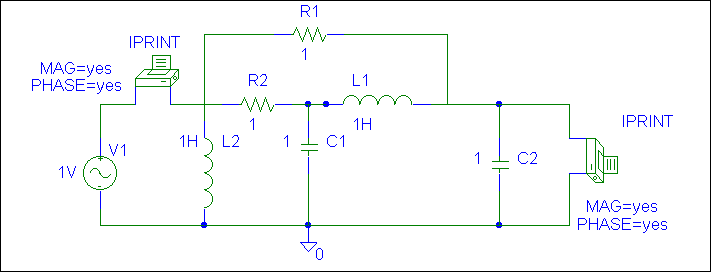 R1
IPRINT
1
MAG=yes
PHASE=yes
R2
L1
1
1H
IPRINT
V1
1V
1H
L2
1
C1
1
C2
MAG=yes
PHASE=yes
0